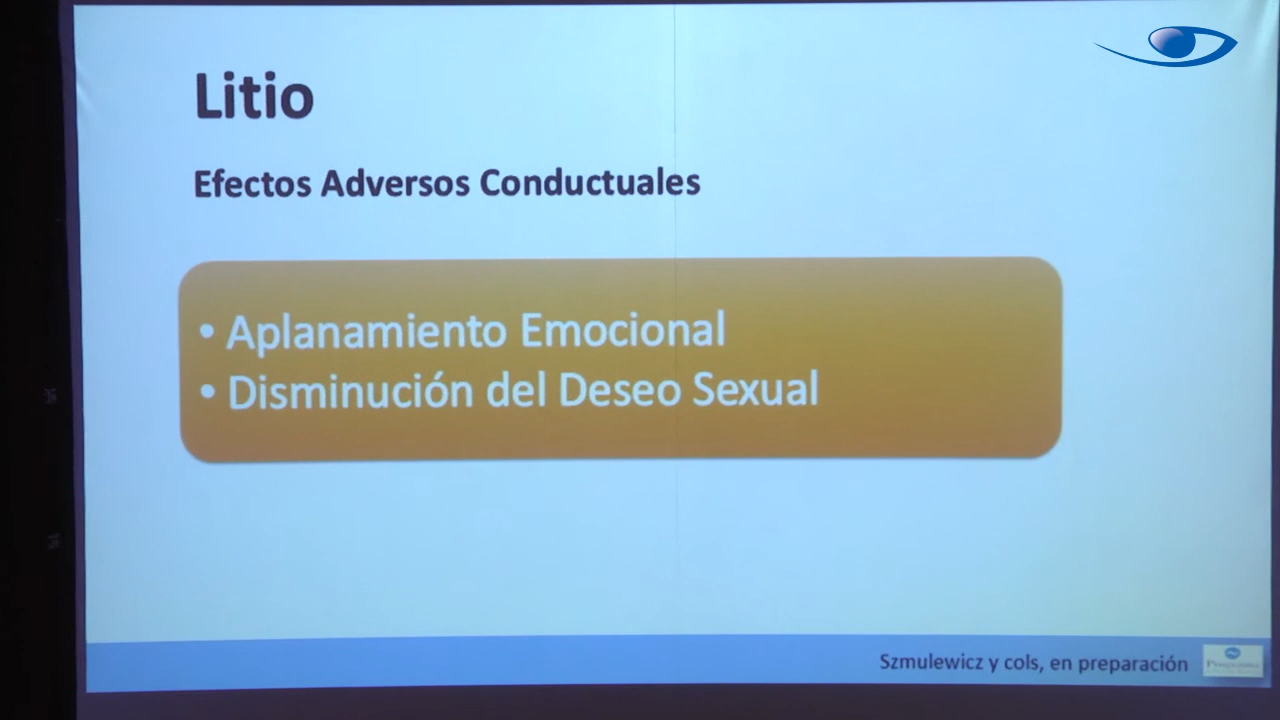 Litio
Efectos Adversos Conductuales
• Aplanamiento Emocional
• Disminución del Deseo Sexual
Szmulewicz y cols, en preparación